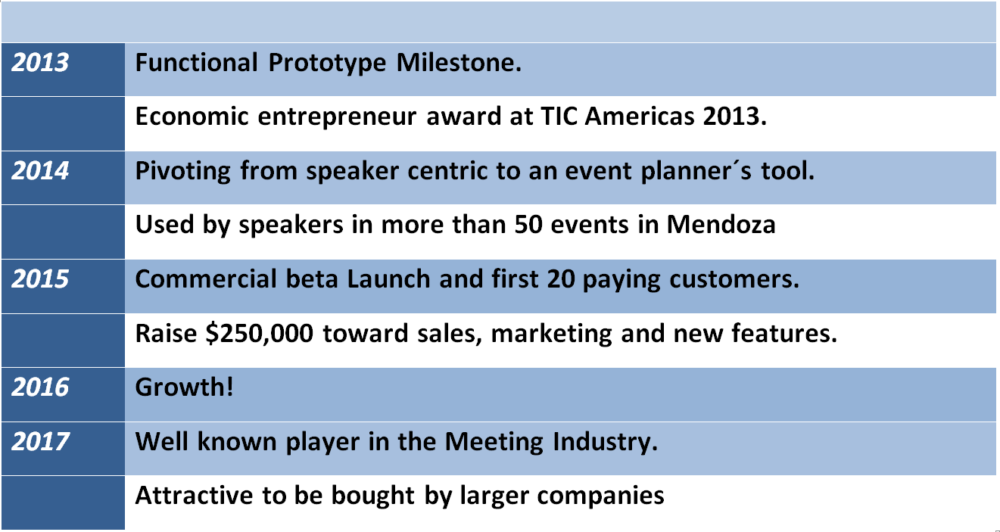 2013 Functional Prototype Milestone.
Economic entrepreneur award at TIC Americas 2013.
2014 Pivoting from speaker centric to an event planner´s tool.
Used by speakers in more than 50 events in Mendoza
2015 Commercial beta Launch and first 20 paying customers.
Raise $250,000 toward sales, marketing and new features.
2016 Growth!
2017 Well known player in the Meeting Industry.
Attractive to be bought by larger companies